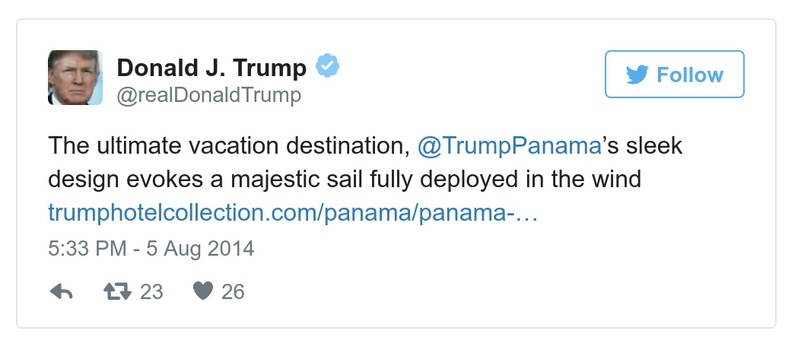 Donald J. Trump
@realDonaldTrump
Follow
The ultimate vacation destination, @TrumpPanama’s sleek
design evokes a majestic sail fully deployed in the wind
trumphotelcollection.com/panama/panama-…
5:33 PM - 5 Aug 2014
23 26